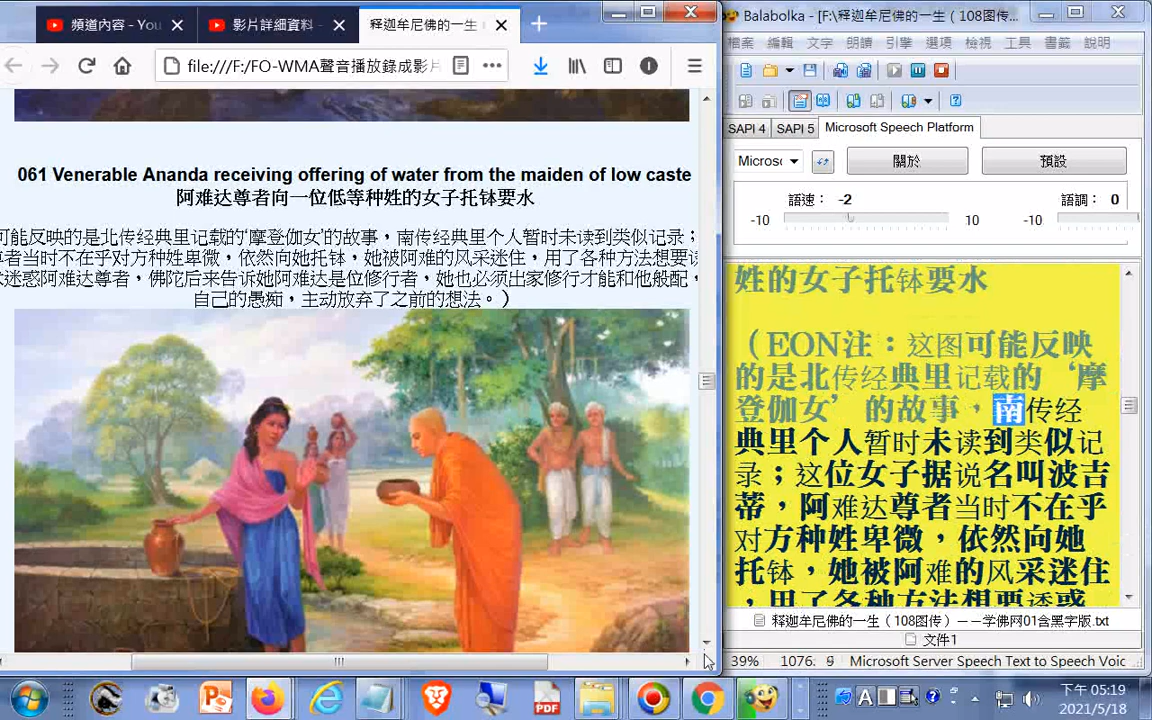 頻道內容 - You
影片詳細資料 -
释迦牟尼佛的一生
Balabolka - [F:\释迦牟尼佛的一生（108图传...
file:///F:/FO-WMA聲音播放錄成影片
檔案 編輯 文字 朗讀 引擎 選項 檢視 工具 書籤 說明
SAPI 4 SAPI 5 Microsoft Speech Platform
Micros 關於 預設
語速： -2 語調： 0
-10 10 -10
061 Venerable Ananda receiving offering of water from the maiden of low caste
阿难达尊者向一位低等种姓的女子托钵要水
可能反映的是北传经典里记载的‘摩登伽女’的故事，南传经典里个人暂时未读到类似记录；
者当时不在乎对方种姓卑微，依然向她托钵，她被阿难的风采迷住，用了各种方法想要诱
迷惑阿难达尊者，佛陀后来告诉她阿难达是位修行者，她也必须出家修行才能和他般配，
自己的愚痴，主动放弃了之前的想法。）
姓的女子托钵要水
（EON注：这图可能反映
的是北传经典里记载的‘摩
登伽女’的故事，南传经
典里个人暂时未读到类似记
录；这位女子据说名叫波吉
蒂，阿难达尊者当时不在乎
对方种姓卑微，依然向她
托钵，她被阿难的风采迷住
，用了各种方法想要诱惑
释迦牟尼佛的一生（108图传）——学佛网01含黑字版.txt
文件1
39% 1076: 9 Microsoft Server Speech Text to Speech Voic
下午 05:19
2021/5/18